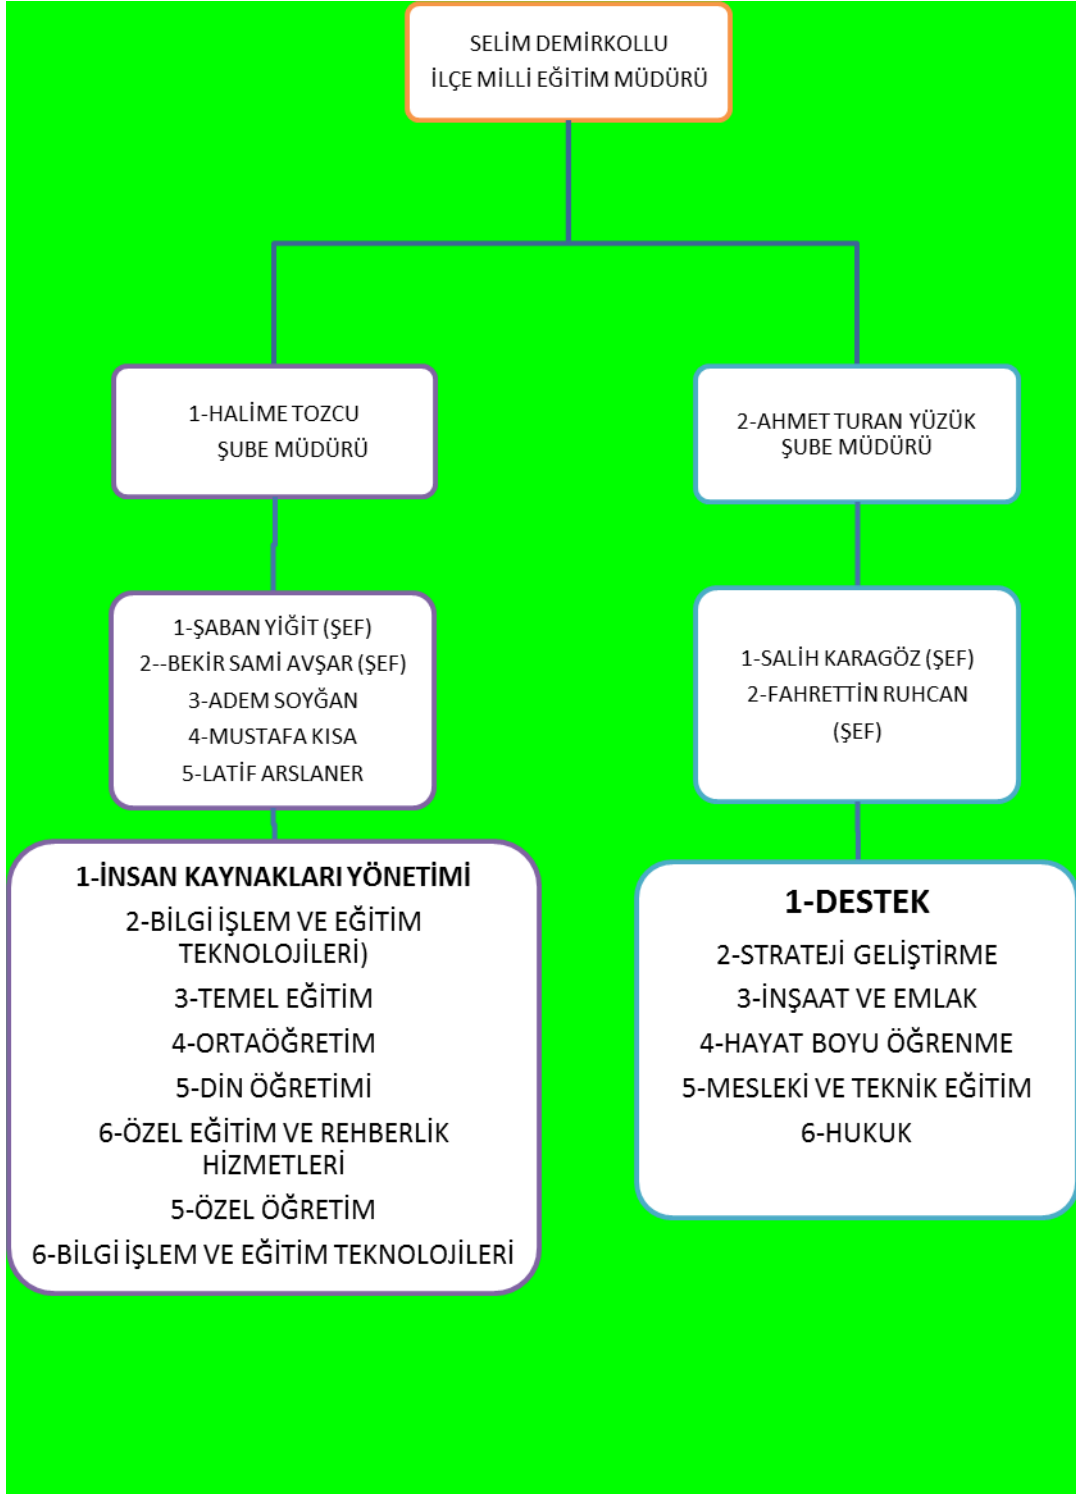 SELİM DEMİRKOLLU
İLÇE MİLLİ EĞİTİM MÜDÜRÜ
1-HALİME TOZCU
ŞUBE MÜDÜRÜ
2-AHMET TURAN YÜZÜK
ŞUBE MÜDÜRÜ
1-ŞABAN YİĞİT (ŞEF)
2--BEKİR SAMİ AVŞAR (ŞEF)
3-ADEM SOYĞAN
4-MUSTAFA KISA
5-LATİF ARSLANER
1-SALİH KARAGÖZ (ŞEF)
2-FAHRETTİN RUHCAN
(ŞEF)
1-İNSAN KAYNAKLARI YÖNETİMİ
2-BİLGİ İŞLEM VE EĞİTİM
TEKNOLOJİLERİ)
3-TEMEL EĞİTİM
4-ORTAÖĞRETİM
5-DİN ÖĞRETİMİ
6-ÖZEL EĞİTİM VE REHBERLİK
HİZMETLERİ
5-ÖZEL ÖĞRETİM
6-BİLGİ İŞLEM VE EĞİTİM TEKNOLOJİLERİ
1-DESTEK
2-STRATEJİ GELİŞTİRME
3-İNŞAAT VE EMLAK
4-HAYAT BOYU ÖĞRENME
5-MESLEKİ VE TEKNİK EĞİTİM
6-HUKUK